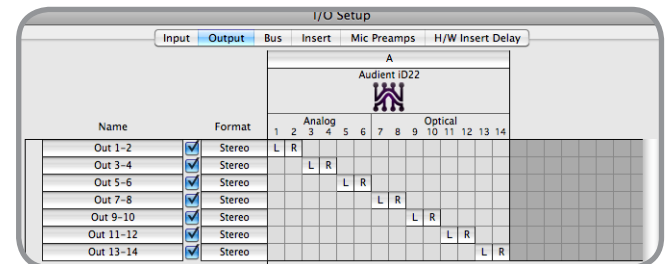 I/O Setup
Input Output Bus Insert Mic Preamps H/W Insert Delay
A
Audient iD22
Analog Optical
Name Format 1 2 3 4 5 6 7 8 9 10 11 12 13 14
Out 1-2 Stereo L R
Out 3-4 Stereo L R
Out 5-6 Stereo L R
Out 7-8 Stereo L R
Out 9-10 Stereo L R
Out 11-12 Stereo L R
Out 13-14 Stereo L R